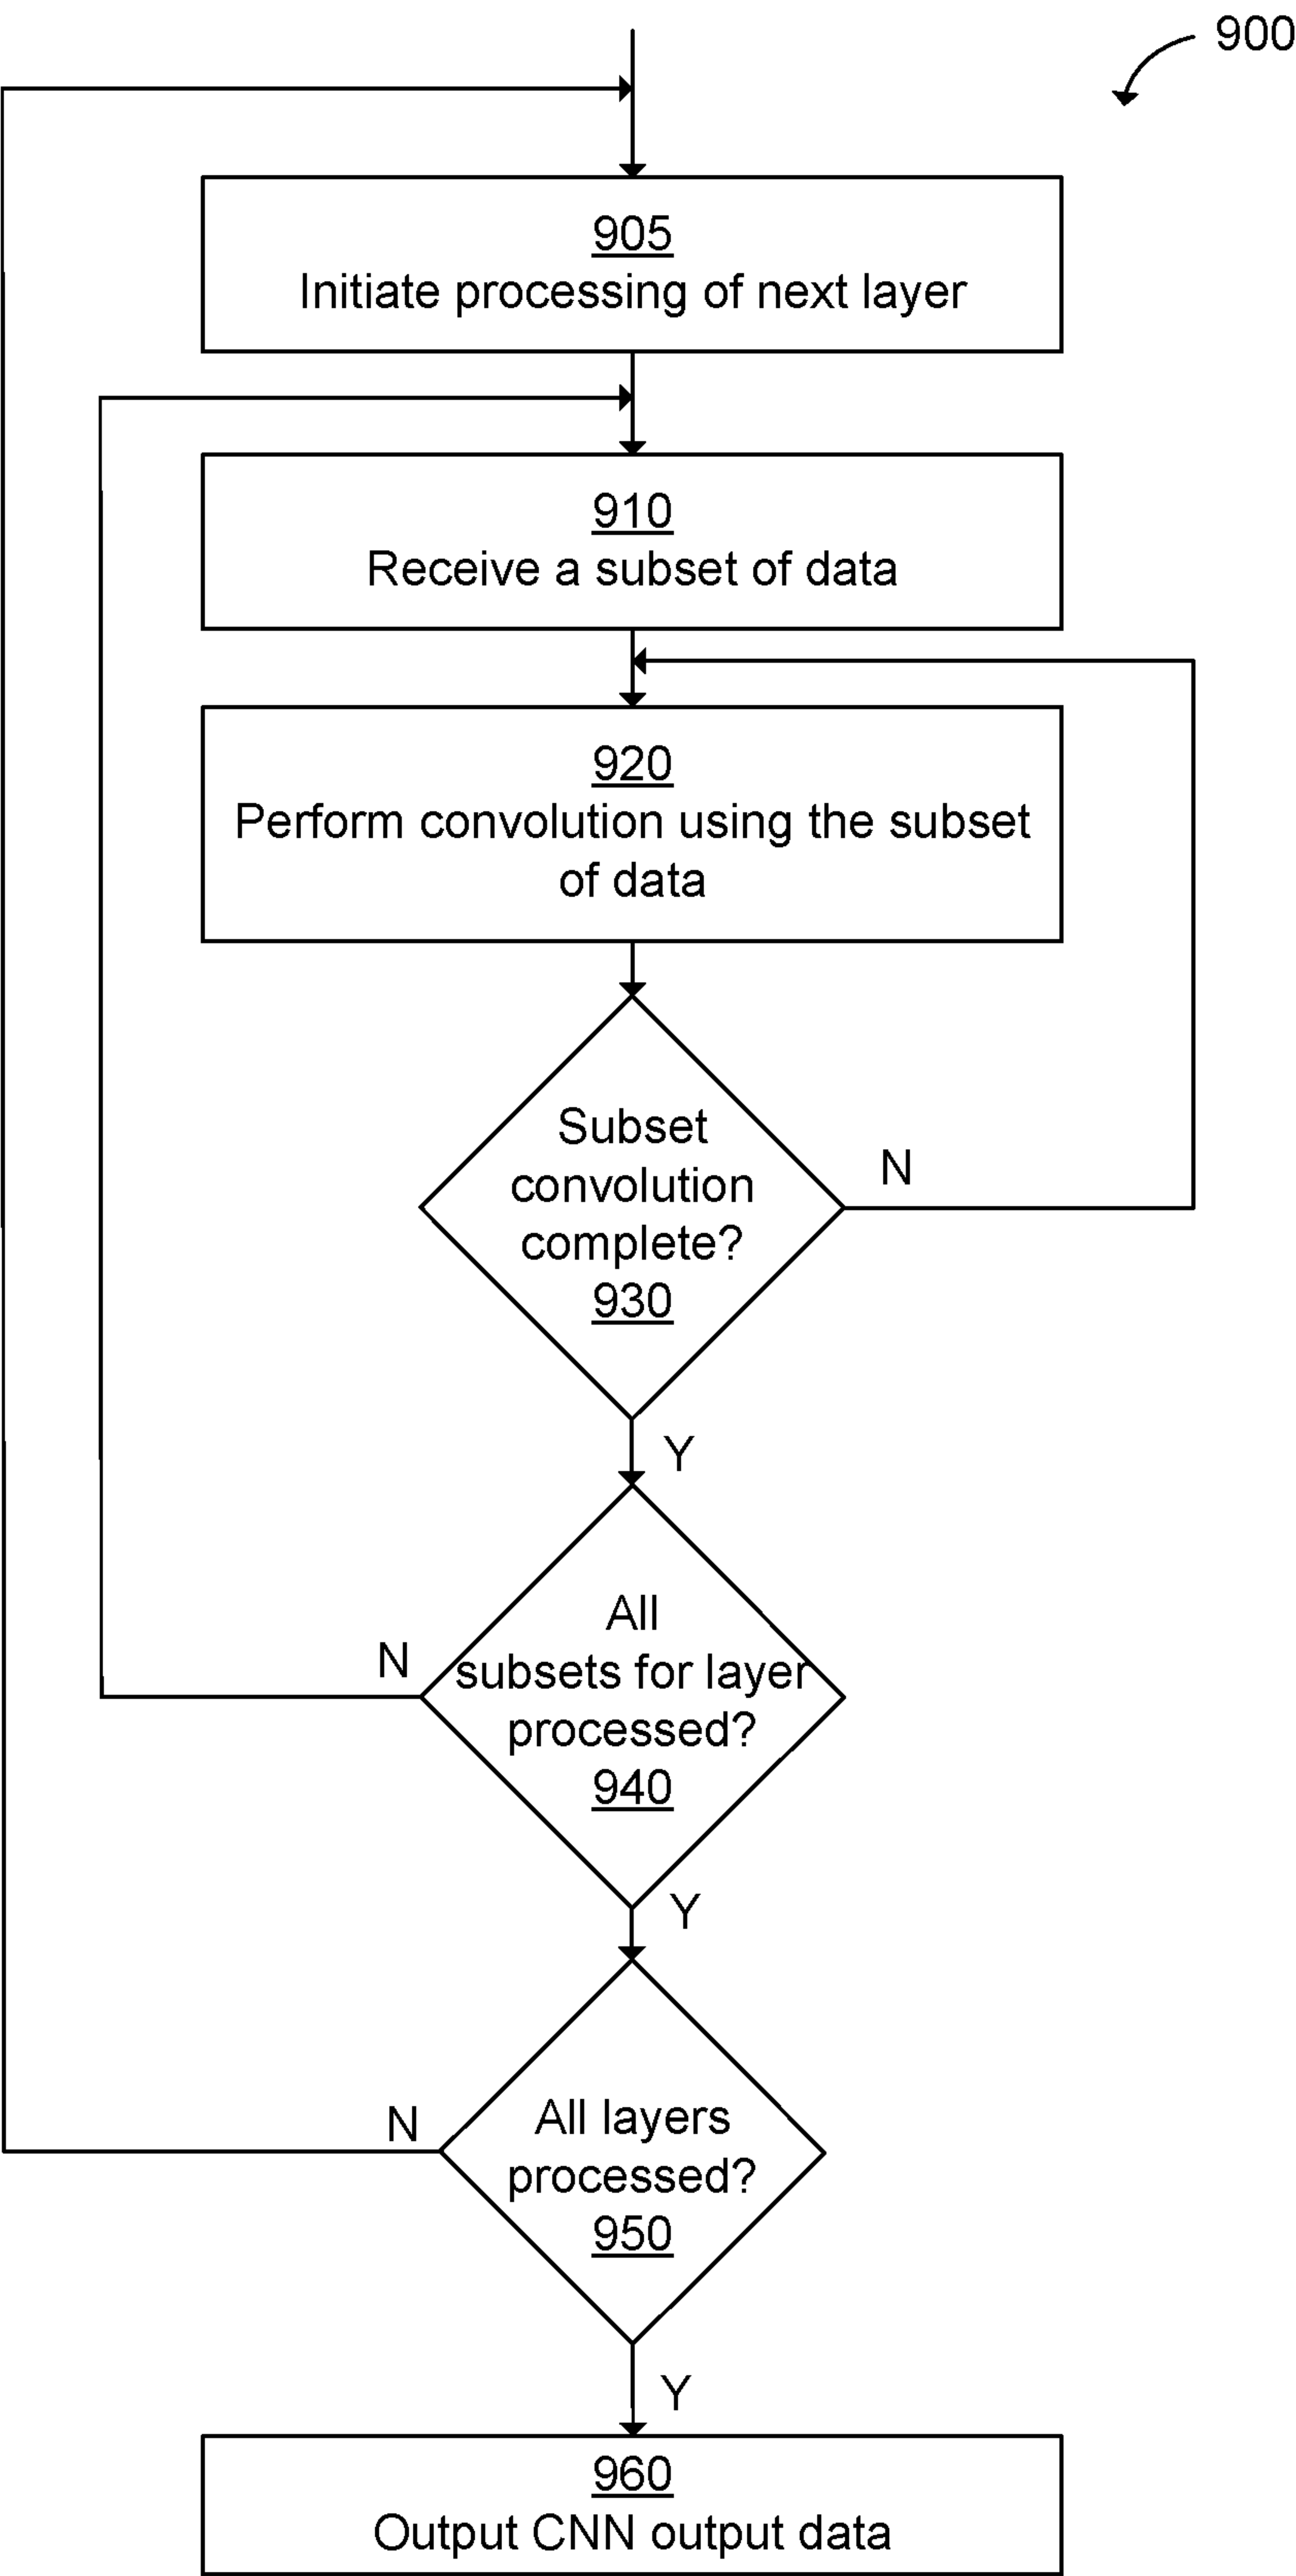 900
905
Initiate processing of next layer
910
Receive a subset of data
920
Perform convolution using the subset
of data
Subset
convolution
complete?
930
N
Y
All
subsets for layer
processed?
940
N
Y
All layers
processed?
950
N
Y
960
Output CNN output data